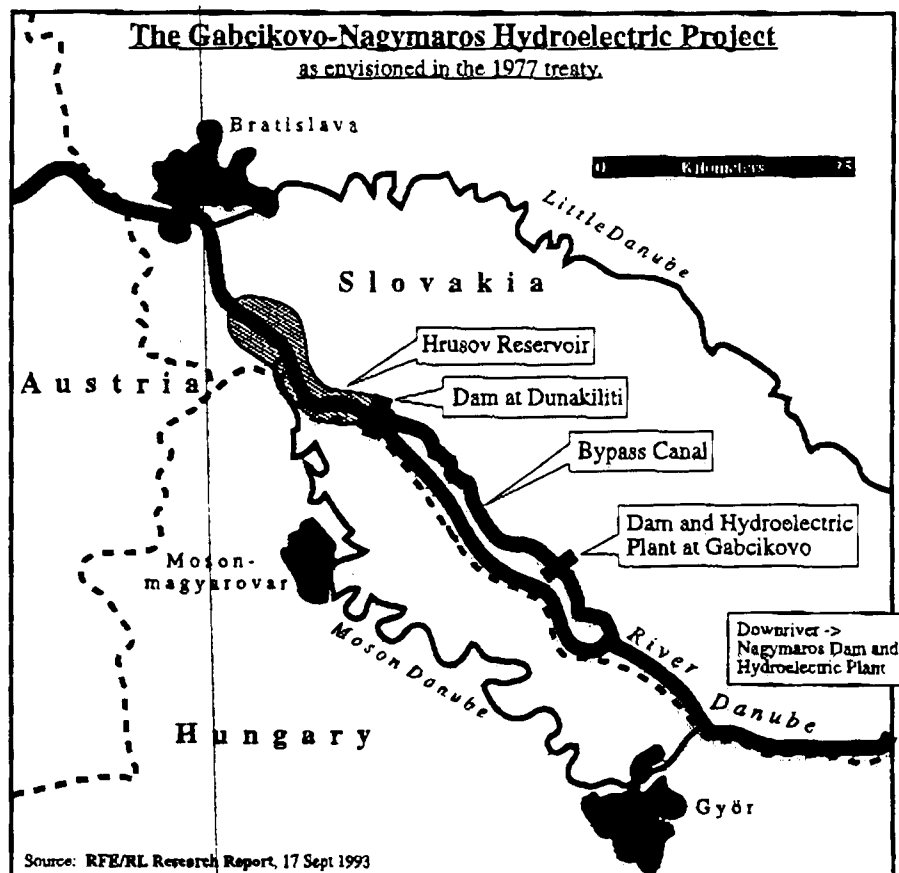 The Gabcikovo-Nagymaros Hydroelectric Project
as envisioned in the 1977 treaty.
Bratislava
0 Kilometers 25
Little Danube
Slovakia
Hrusov Reservoir
Austria
Dam at Dunakiliti
Bypass Canal
Dam and Hydroelectric
Plant at Gabcikovo
Moson-
magyarovar
Moson Danube
River Danube
Downriver ->
Nagymaros Dam and
Hydroelectric Plant
Hungary
Györ
Source: RFE/RL Research Report, 17 Sept 1993